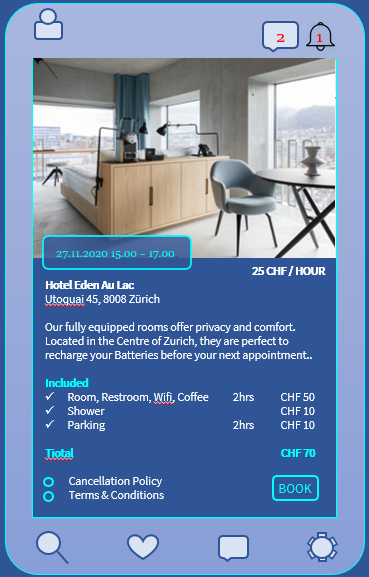 2
1
27.11.2020 15.00 – 17.00
25 CHF / HOUR
Hotel Eden Au Lac
Utoquai 45, 8008 Zürich
Our fully equipped rooms offer privacy and comfort.
Located in the Centre of Zurich, they are perfect to
recharge your Batteries before your next appointment..
Included
✓ Room, Restroom, Wifi, Coffee 2hrs CHF 50
✓ Shower CHF 10
✓ Parking 2hrs CHF 10
Tiotal CHF 70
Cancellation Policy
Terms & Conditions
BOOK